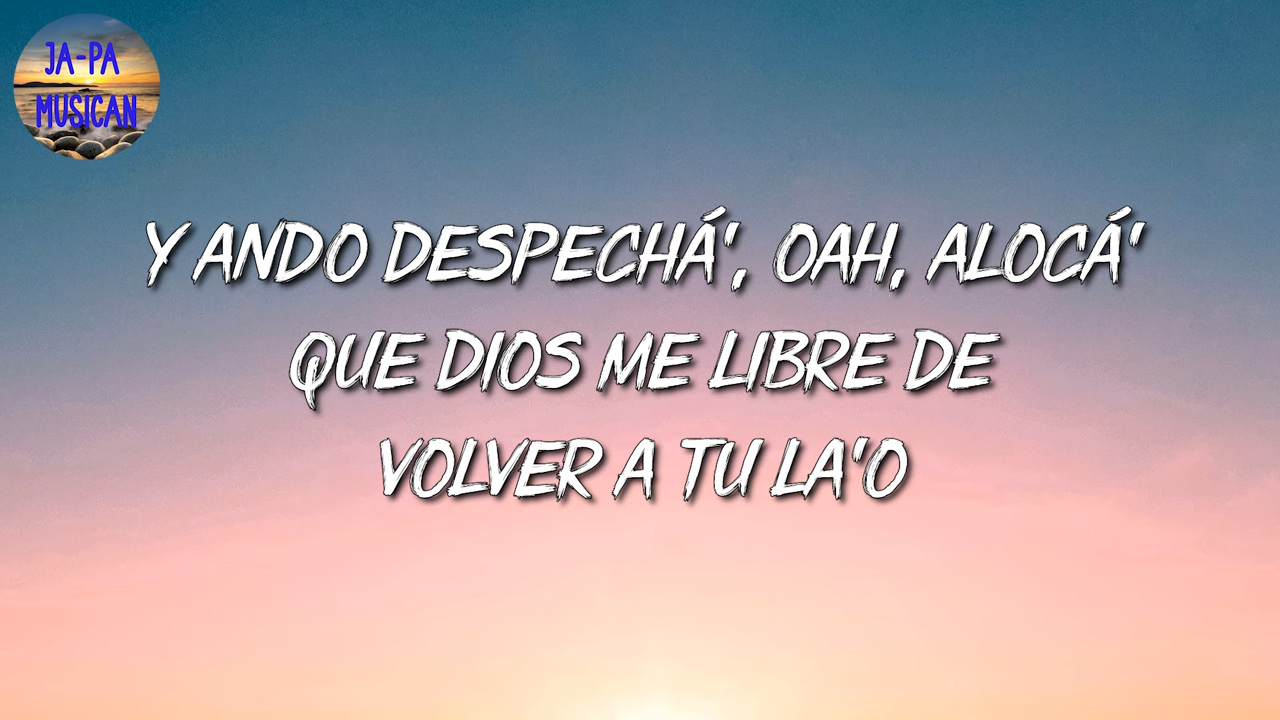 JA-PA
MUSICAN
Y ANDO DESPECHÁ', OAH, ALOCÁ'
QUE DIOS ME LIBRE DE
VOLVER A TU LA'O